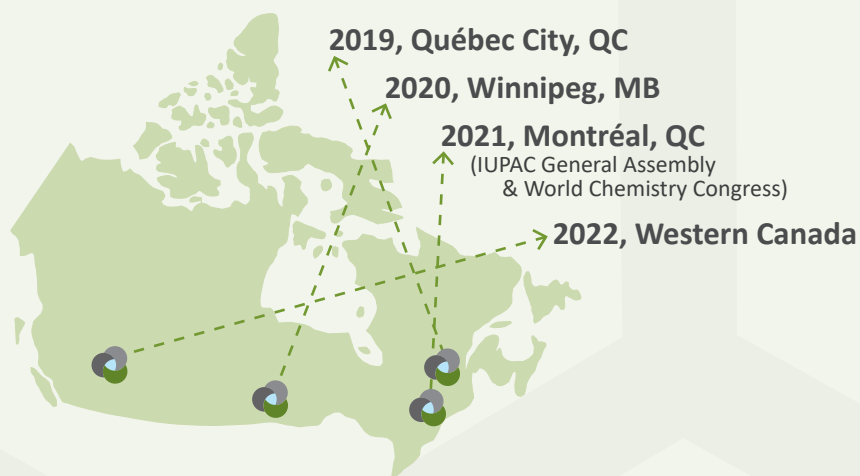 2019, Québec City, QC
2020, Winnipeg, MB
2021, Montréal, QC
(IUPAC General Assembly
& World Chemistry Congress)
2022, Western Canada